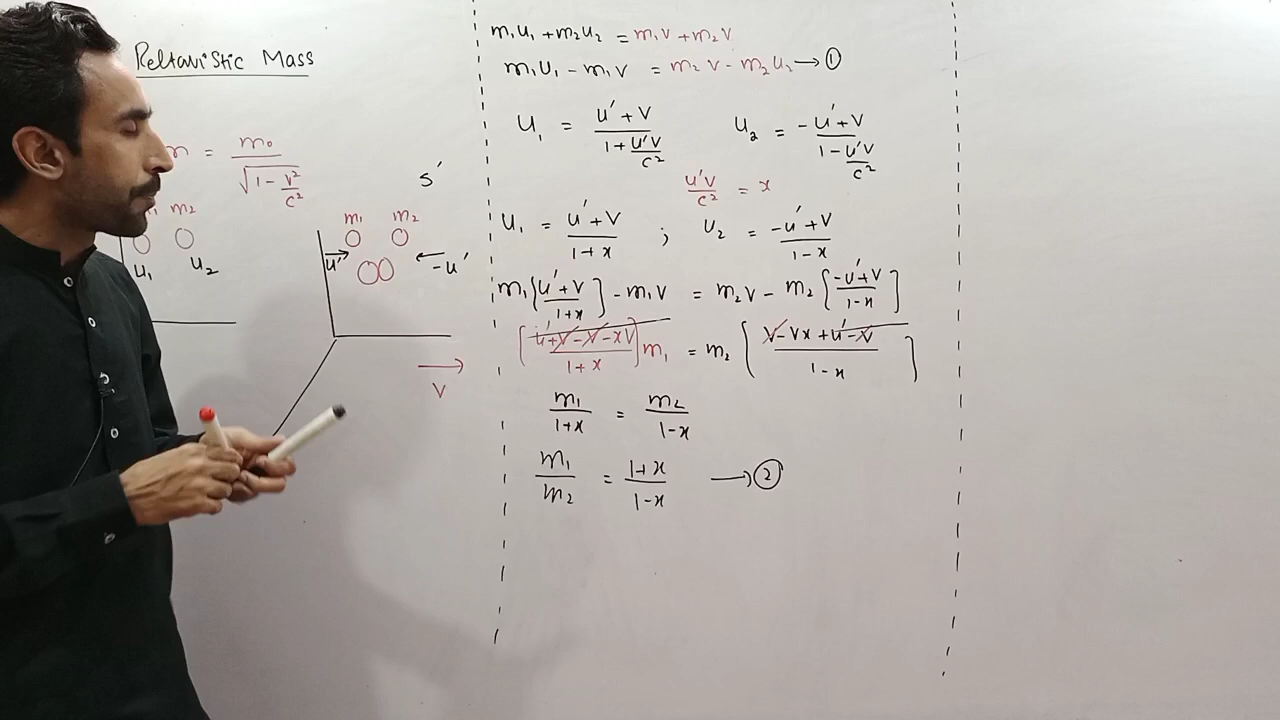 Reltavistic Mass
m = m₀ / √(1 - V²/c²)
m₂
u₁ u₂
S′
m₁ m₂
u′ -u′
V
m₁u₁ + m₂u₂ = m₁V + m₂V
m₁u₁ - m₁V = m₂V - m₂u₂ → ①
u₁ = (u′ + V) / (1 + u′V/c²) u₂ = (-u′ + V) / (1 - u′V/c²)
u′V/c² = x
u₁ = (u′ + V) / (1 + x) ; u₂ = (-u′ + V) / (1 - x)
m₁[(u′ + V) / (1 + x)] - m₁V = m₂V - m₂[(-u′ + V) / (1 - x)]
[(u′ + V - V - xV) / (1 + x)] m₁ = m₂ [(V - Vx + u′ - V) / (1 - x)]
m₁ / (1 + x) = m₂ / (1 - x)
m₁ / m₂ = (1 + x) / (1 - x) → ②